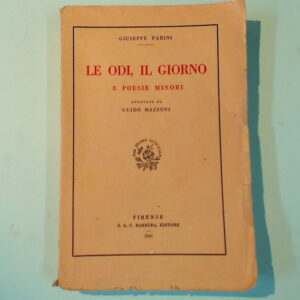 GIUSEPPE PARINI
LE ODI, IL GIORNO
E POESIE MINORI
ANNOTATE DA
GUIDO MAZZONI
FIRENZE
G. BARBÈRA, EDITORE